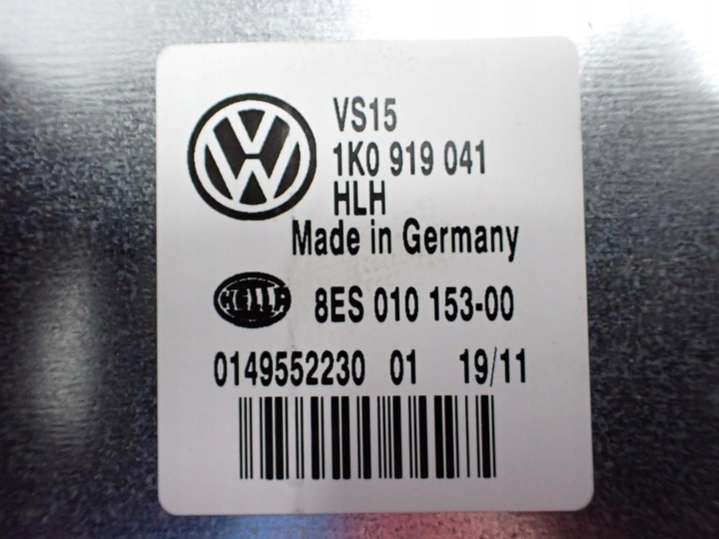 VS15
1K0 919 041
HLH
Made in Germany
HELLA 8ES 010 153-00
0149552230 01 19/11